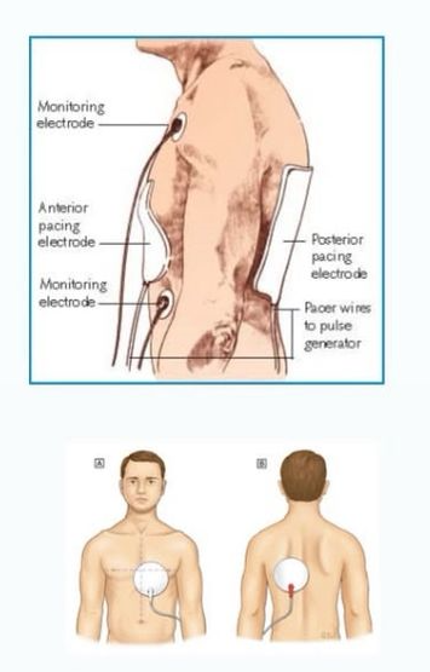 Monitoring
electrode
Anterior
pacing
electrode
Monitoring
electrode
Posterior
pacing
electrode
Pacer wires
to pulse
generator
A
B